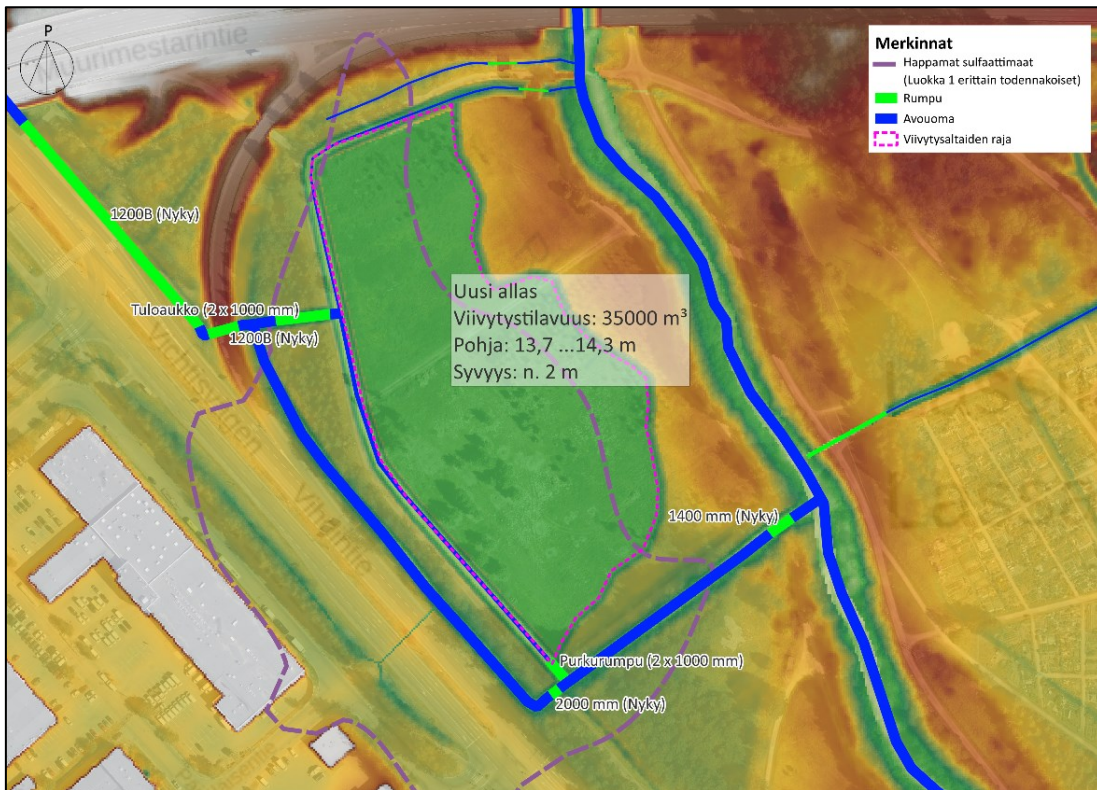 P
Muurimestarintie
Merkinnat
Happamat sulfaattimaat
(Luokka 1 erittain todennakoiset)
Rumpu
Avouoma
Viivytysaltaiden raja
1200B (Nyky)
Tuloaukko (2 x 1000 mm)
1200B (Nyky)
Uusi allas
Viivytystilavuus: 35000 m³
Pohja: 13,7 ...14,3 m
Syvyys: n. 2 m
1400 mm (Nyky)
Purkurumpu (2 x 1000 mm)
2000 mm (Nyky)